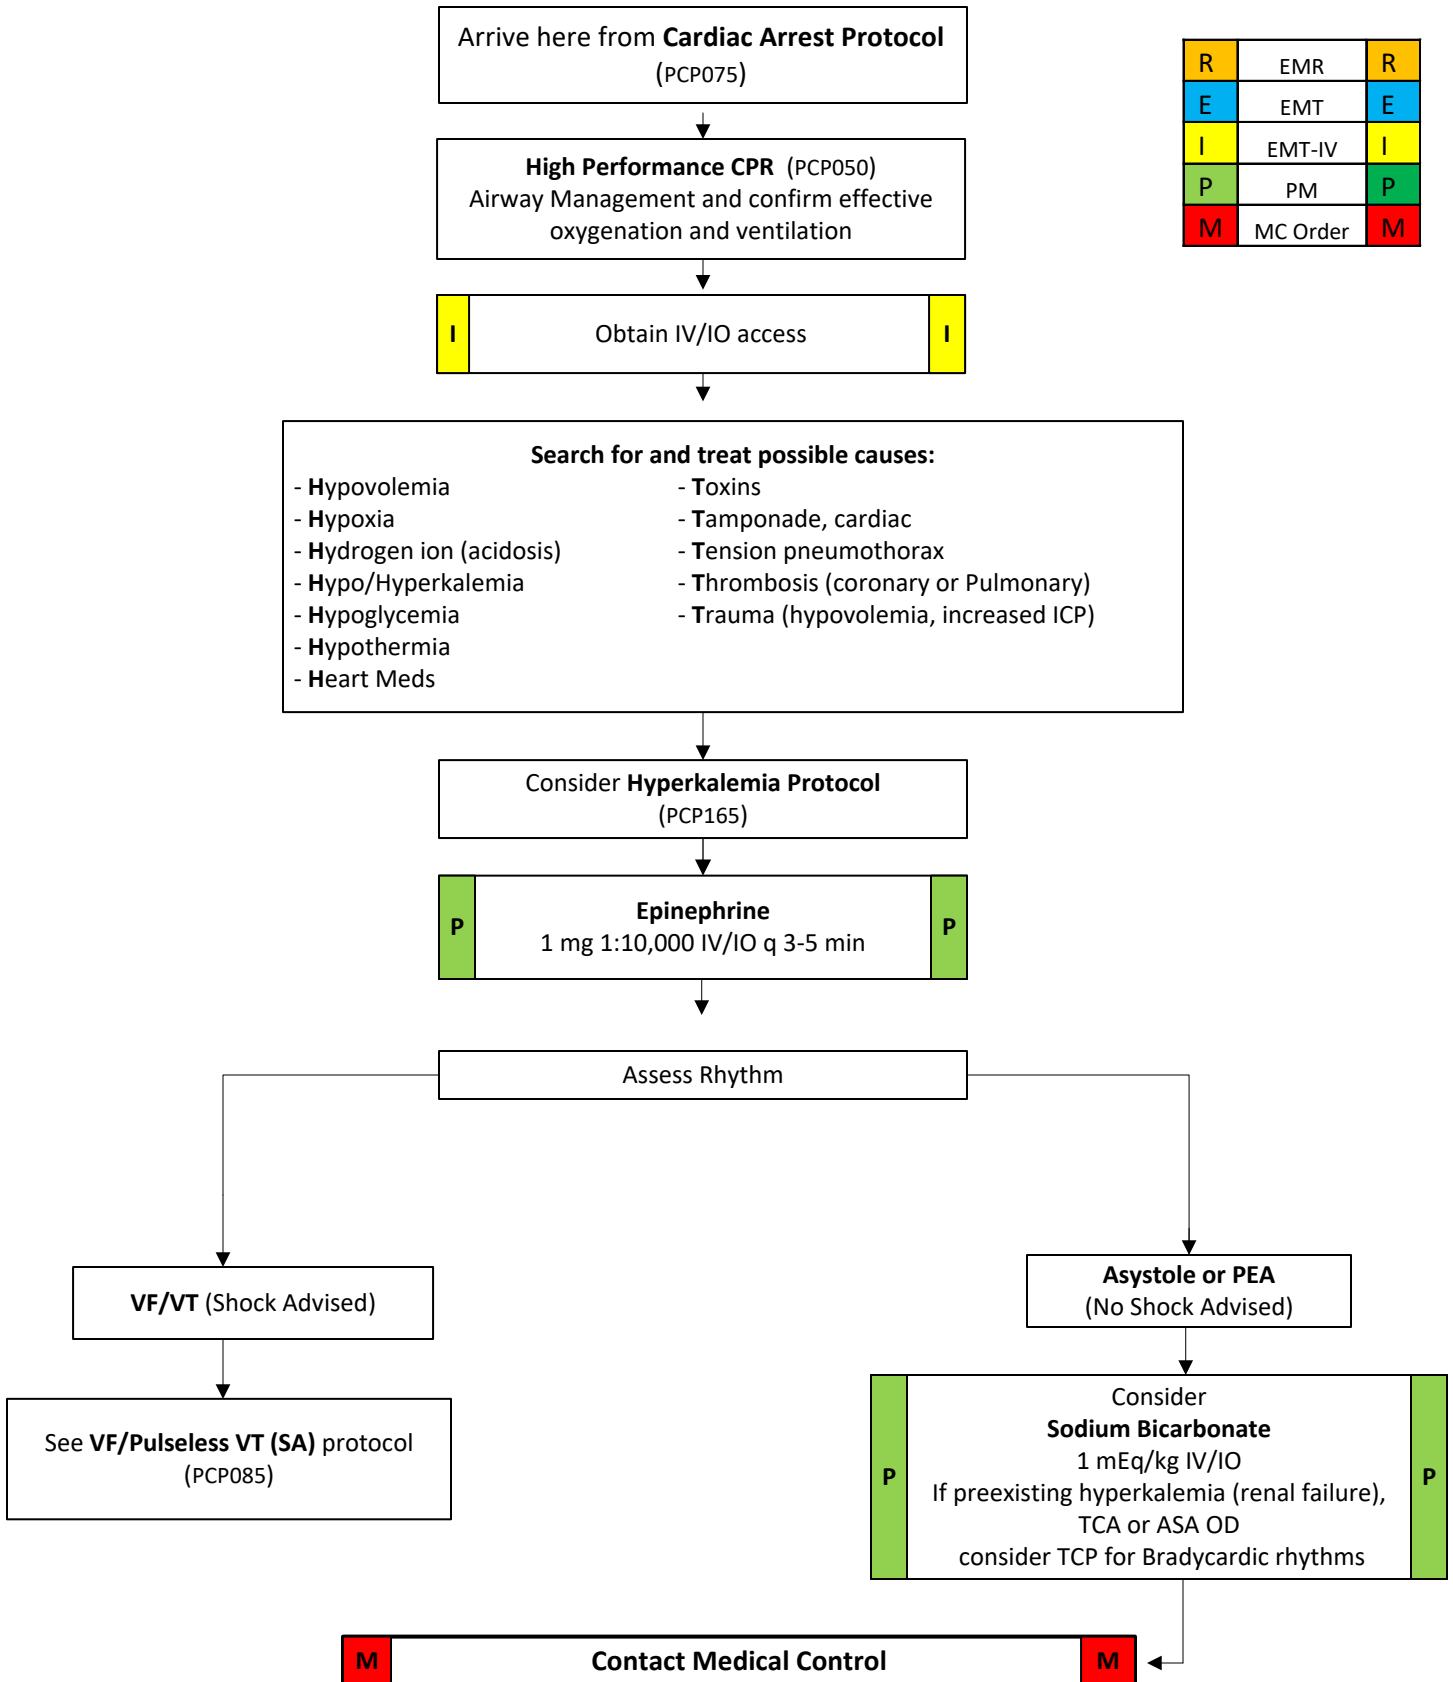 Arrive here from Cardiac Arrest Protocol
(PCP075)
R EMR R
E EMT E
I EMT-IV I
P PM P
M MC Order M
High Performance CPR (PCP050)
Airway Management and confirm effective
oxygenation and ventilation
I Obtain IV/IO access I
Search for and treat possible causes:
- Hypovolemia
- Hypoxia
- Hydrogen ion (acidosis)
- Hypo/Hyperkalemia
- Hypoglycemia
- Hypothermia
- Heart Meds
- Toxins
- Tamponade, cardiac
- Tension pneumothorax
- Thrombosis (coronary or Pulmonary)
- Trauma (hypovolemia, increased ICP)
Consider Hyperkalemia Protocol
(PCP165)
P Epinephrine P
1 mg 1:10,000 IV/IO q 3-5 min
Assess Rhythm
VF/VT (Shock Advised)
See VF/Pulseless VT (SA) protocol
(PCP085)
Asystole or PEA
(No Shock Advised)
Consider
Sodium Bicarbonate
1 mEq/kg IV/IO
P If preexisting hyperkalemia (renal failure), P
TCA or ASA OD
consider TCP for Bradycardic rhythms
M Contact Medical Control M